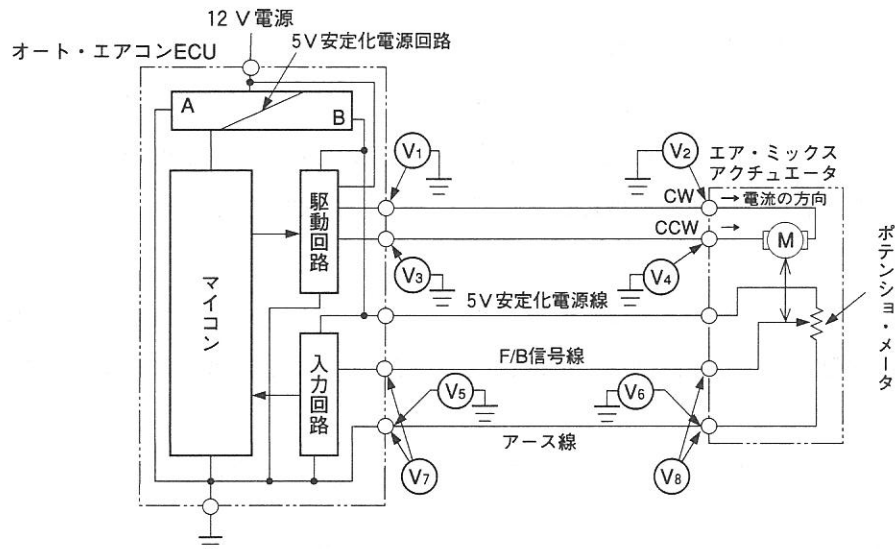 12 V電源
5V安定化電源回路
オート・エアコンECU
A
B
V1
V2
エア・ミックス
アクチュエータ
CW
→電流の方向
駆動回路
CCW
→
M
V3
V4
マイコン
5V安定化電源線
ポテンショ・メータ
F/B信号線
入力回路
V5
V6
アース線
V7
V8